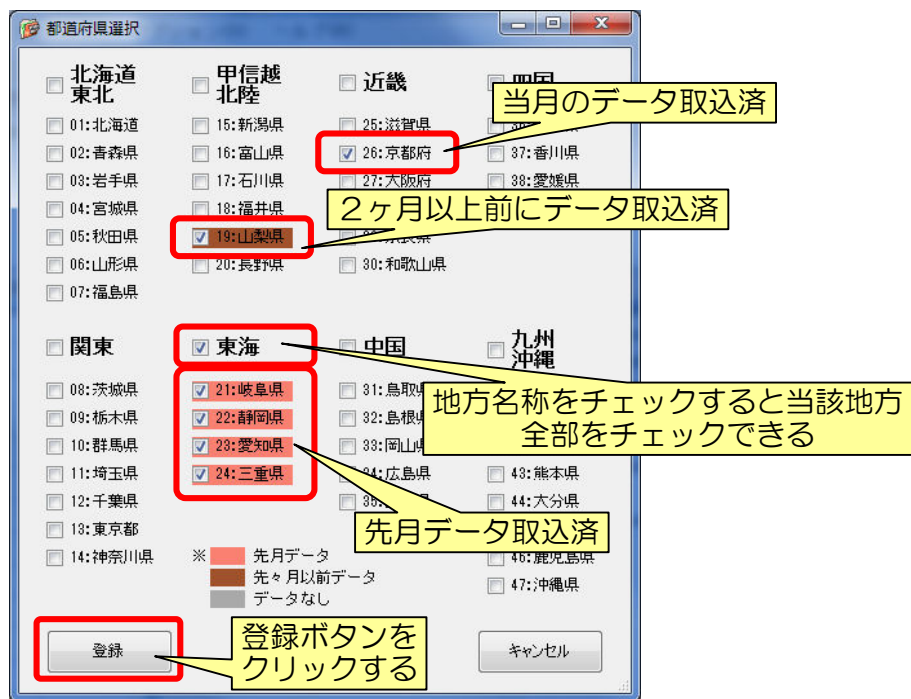 都道府県選択
北海道
東北
甲信越
北陸
近畿
当月のデータ取込済
01:北海道
15:新潟県
25:滋賀県
02:青森県
16:富山県
26:京都府
37:香川県
03:岩手県
17:石川県
27:大阪府
38:愛媛県
04:宮城県
18:福井県
2ヶ月以上前にデータ取込済
05:秋田県
19:山梨県
06:山形県
20:長野県
30:和歌山県
07:福島県
関東
東海
中国
九州
沖縄
08:茨城県
21:岐阜県
31:鳥取
地方名称をチェックすると当該地方
全部をチェックできる
09:栃木県
22:静岡県
32:島根
10:群馬県
23:愛知県
33:岡山県
11:埼玉県
24:三重県
34:広島県
43:熊本県
12:千葉県
35:
44:大分県
先月データ取込済
13:東京都
14:神奈川県
※ 先月データ
46:鹿児島県
先々月以前データ
データなし
47:沖縄県
登録
登録ボタンを
クリックする
キャンセル